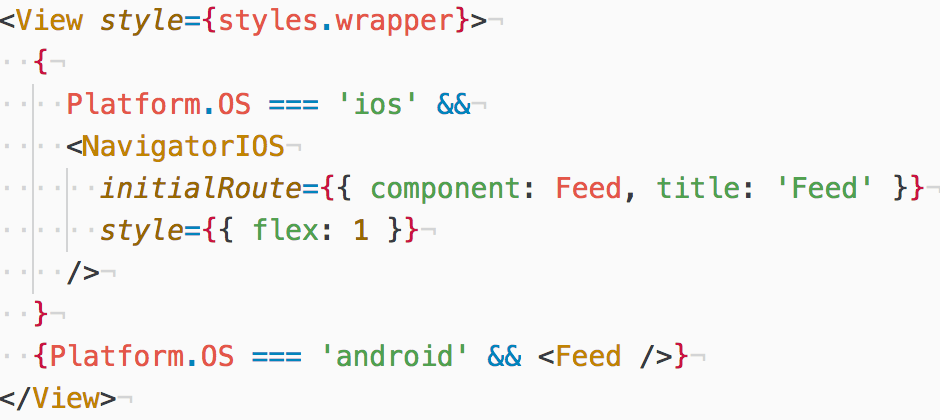 <View style={styles.wrapper}>¬
··{¬
····Platform.OS === 'ios' &&¬
····<NavigatorIOS¬
······initialRoute={{ component: Feed, title: 'Feed' }}¬
······style={{ flex: 1 }}¬
····/>¬
··}¬
··{Platform.OS === 'android' && <Feed />}¬
</View>¬